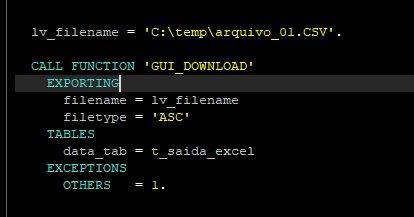 lv_filename = 'C:\temp\arquivo_01.CSV'.
CALL FUNCTION 'GUI_DOWNLOAD'
EXPORTING
filename = lv_filename
filetype = 'ASC'
TABLES
data_tab = t_saida_excel
EXCEPTIONS
OTHERS   = 1.